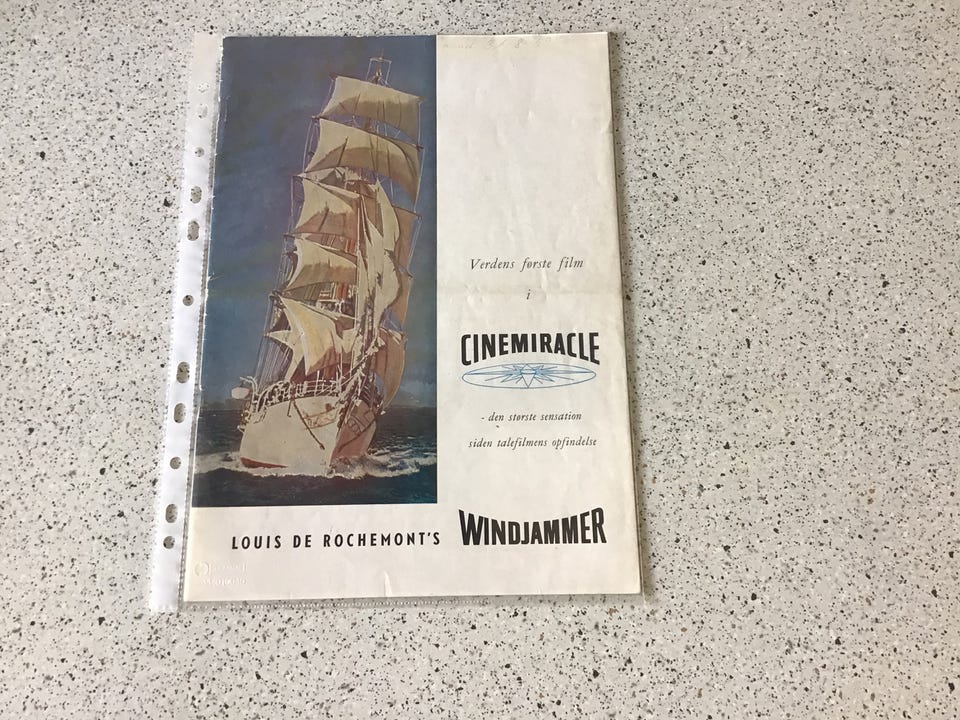 Verdens første film
i
CINEMIRACLE
- den største sensation
siden talefilmens opfindelse
LOUIS DE ROCHEMONT'S WINDJAMMER